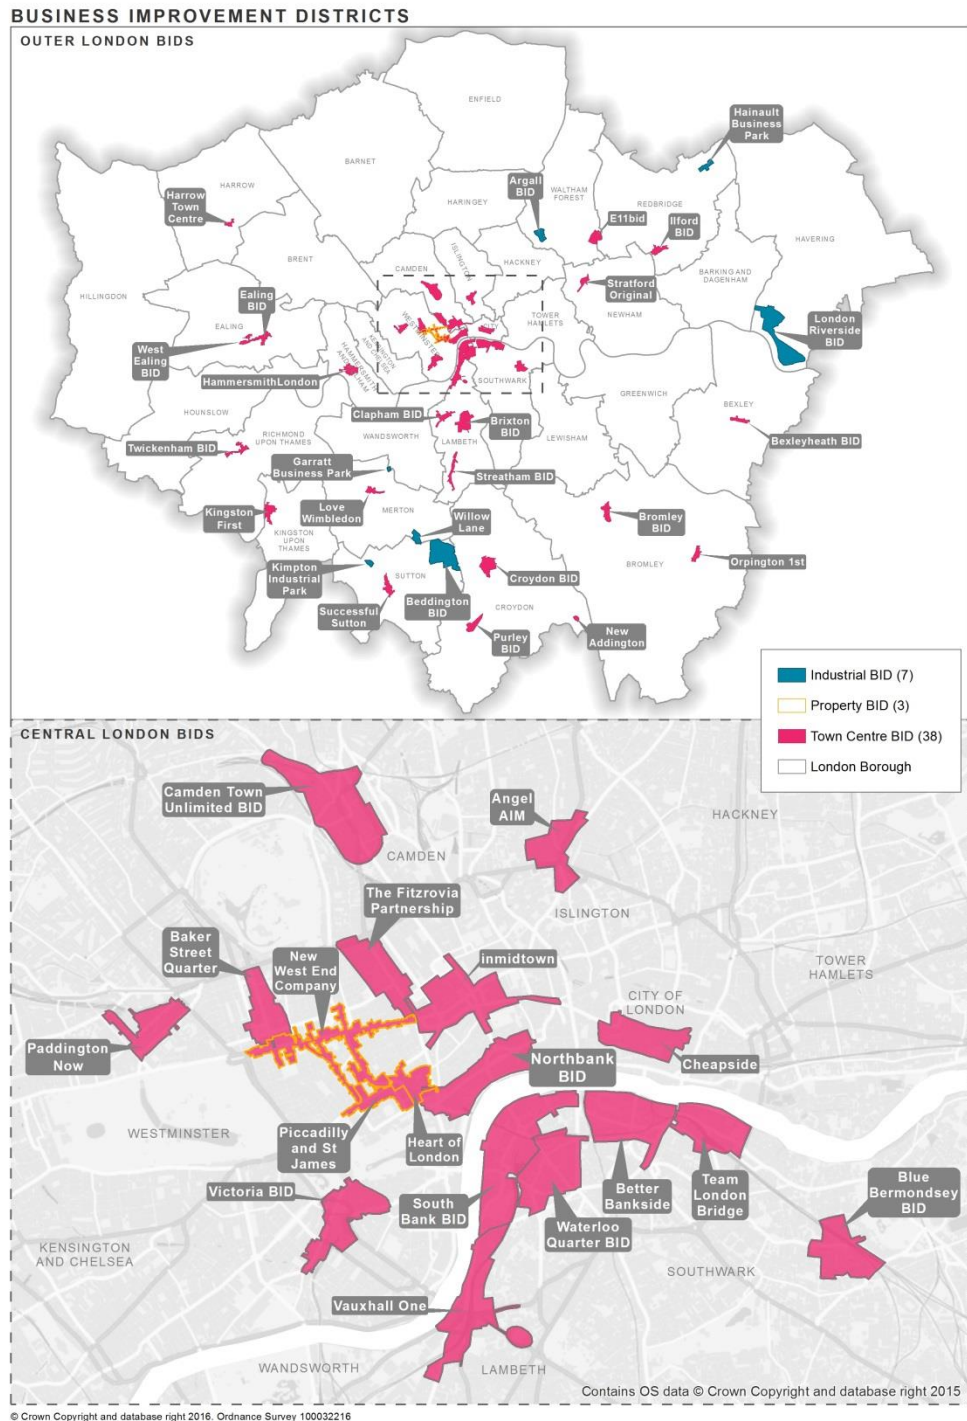 BUSINESS IMPROVEMENT DISTRICTS
OUTER LONDON BIDS
ENFIELD
Hainault
Business
Park
BARNET
HARROW
Harrow
Town
Centre
HARINGEY
Argall
BID
WALTHAM
FOREST
REDBRIDGE
E11bid
Ilford
BID
HAVERING
BRENT
CAMDEN
ISLINGTON
HACKNEY
BARKING AND
DAGENHAM
HILLINGDON
Ealing
BID
EALING
West
Ealing
BID
WESTMINSTER
CITY
TOWER
HAMLETS
Stratford
Original
NEWHAM
London
Riverside
BID
KENSINGTON
AND CHELSEA
HAMMERSMITH
AND FULHAM
HammersmithLondon
SOUTHWARK
GREENWICH
BEXLEY
HOUNSLOW
Clapham BID
Brixton
BID
RICHMOND
UPON THAMES
WANDSWORTH
LAMBETH
LEWISHAM
Bexleyheath BID
Twickenham BID
Garratt
Business Park
Streatham BID
Kingston
First
Love
Wimbledon
MERTON
Willow
Lane
Bromley
BID
KINGSTON
UPON
THAMES
Kimpton
Industrial
Park
SUTTON
Croydon BID
BROMLEY
Orpington 1st
Successful
Sutton
Beddington
BID
CROYDON
Purley
BID
New
Addington
Industrial BID (7)
Property BID (3)
Town Centre BID (38)
London Borough
CENTRAL LONDON BIDS
Camden Town
Unlimited BID
Angel
AIM
HACKNEY
CAMDEN
The Fitzrovia
Partnership
ISLINGTON
Baker
Street
Quarter
New
West End
Company
inmidtown
TOWER
HAMLETS
CITY OF
LONDON
Paddington
Now
Northbank
BID
Cheapside
WESTMINSTER
Piccadilly
and St
James
Heart of
London
Victoria BID
South
Bank BID
Waterloo
Quarter BID
Better
Bankside
Team
London
Bridge
Blue
Bermondsey
BID
KENSINGTON
AND CHELSEA
SOUTHWARK
Vauxhall One
WANDSWORTH
LAMBETH
Contains OS data © Crown Copyright and database right 2015
© Crown Copyright and database right 2016. Ordnance Survey 100032216